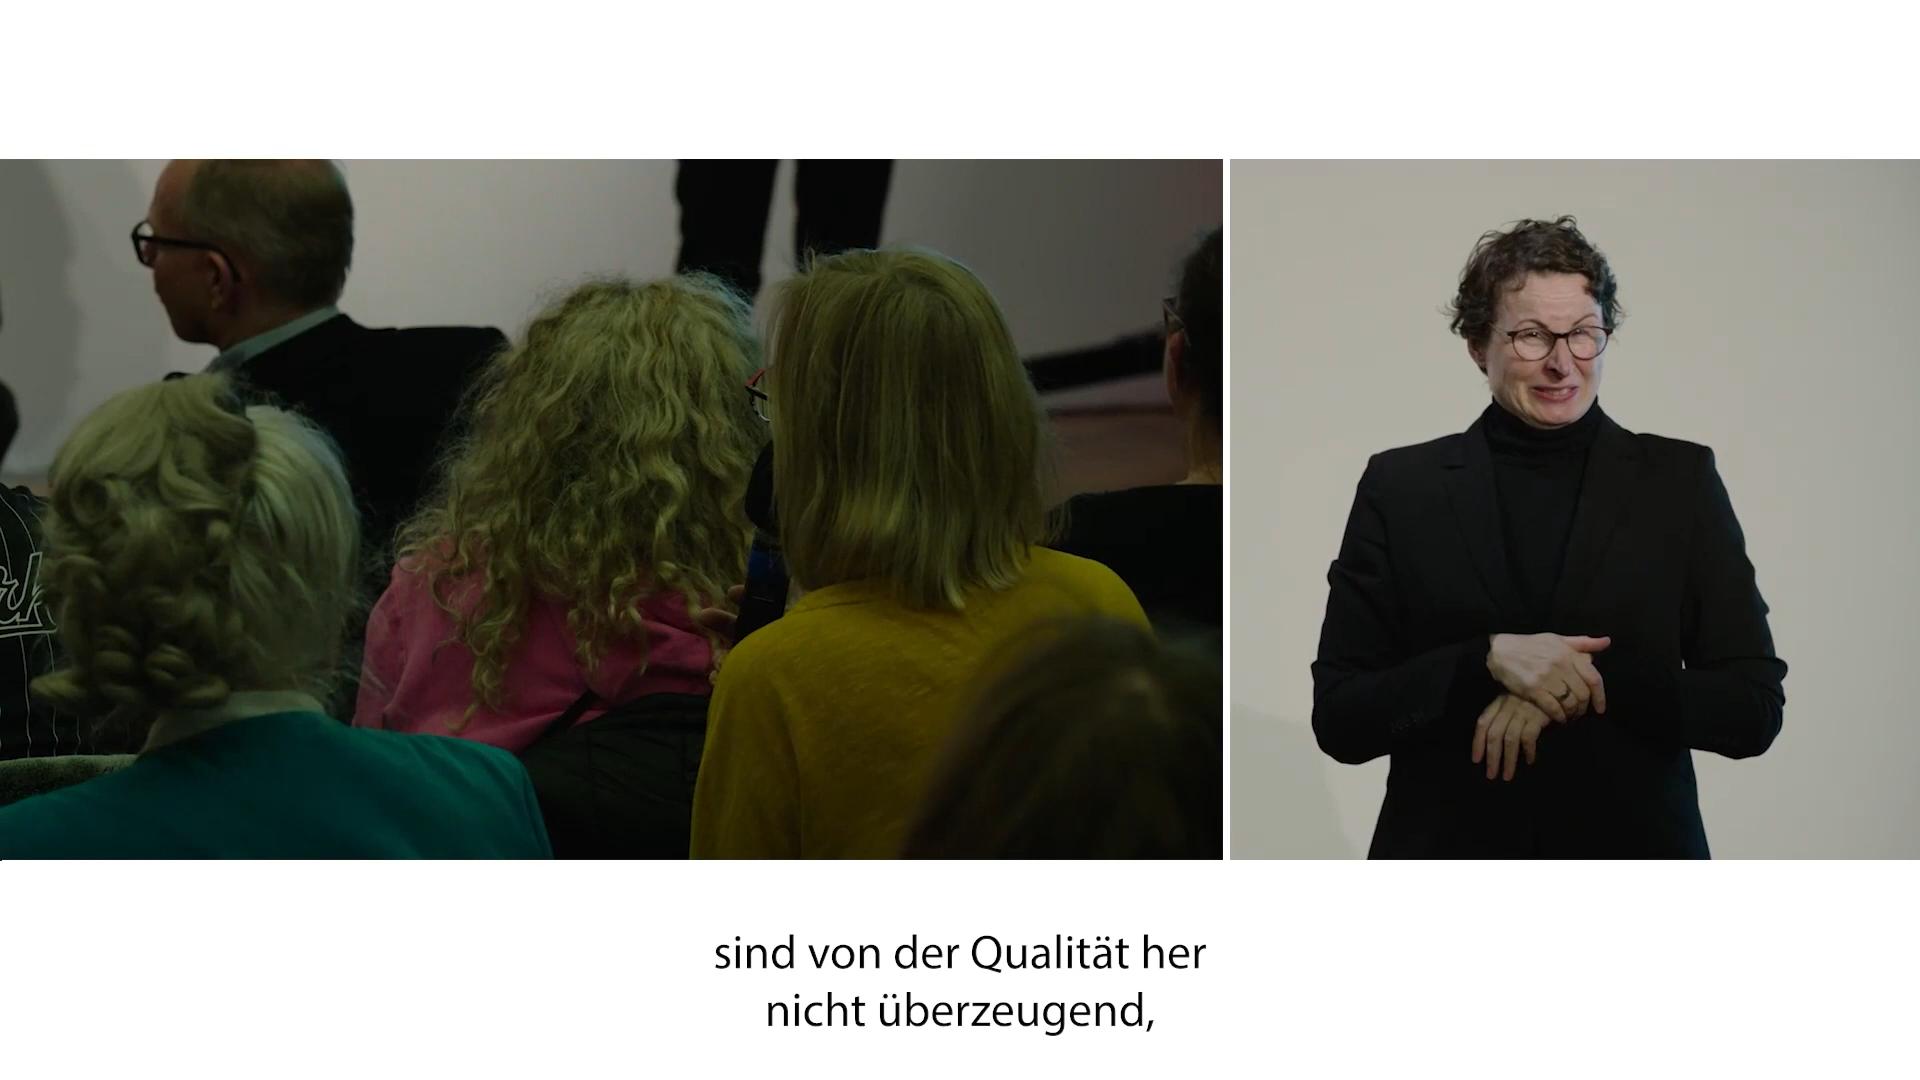 sind von der Qualität her
nicht überzeugend,